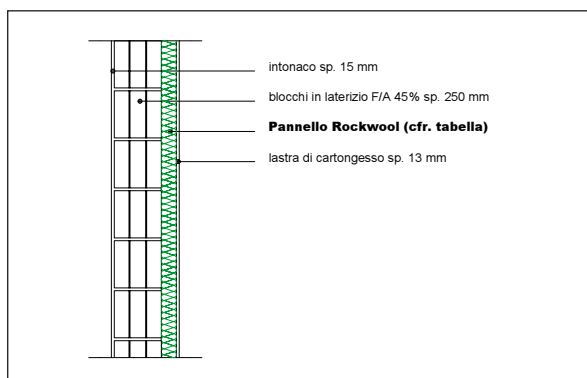 intonaco sp. 15 mm
blocchi in laterizio F/A 45% sp. 250 mm
Pannello Rockwool (cfr. tabella)
lastra di cartongesso sp. 13 mm